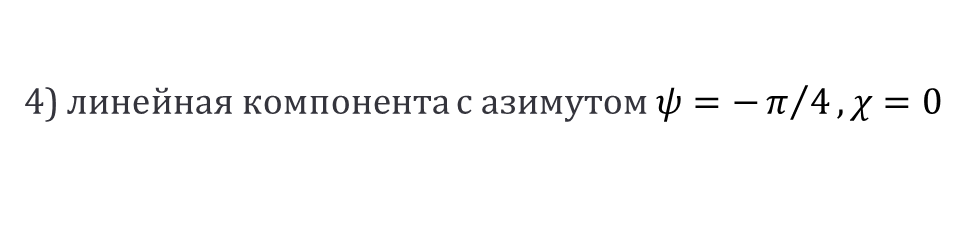 4) линейная компонента с азимутом ψ = − π/4 , χ = 0